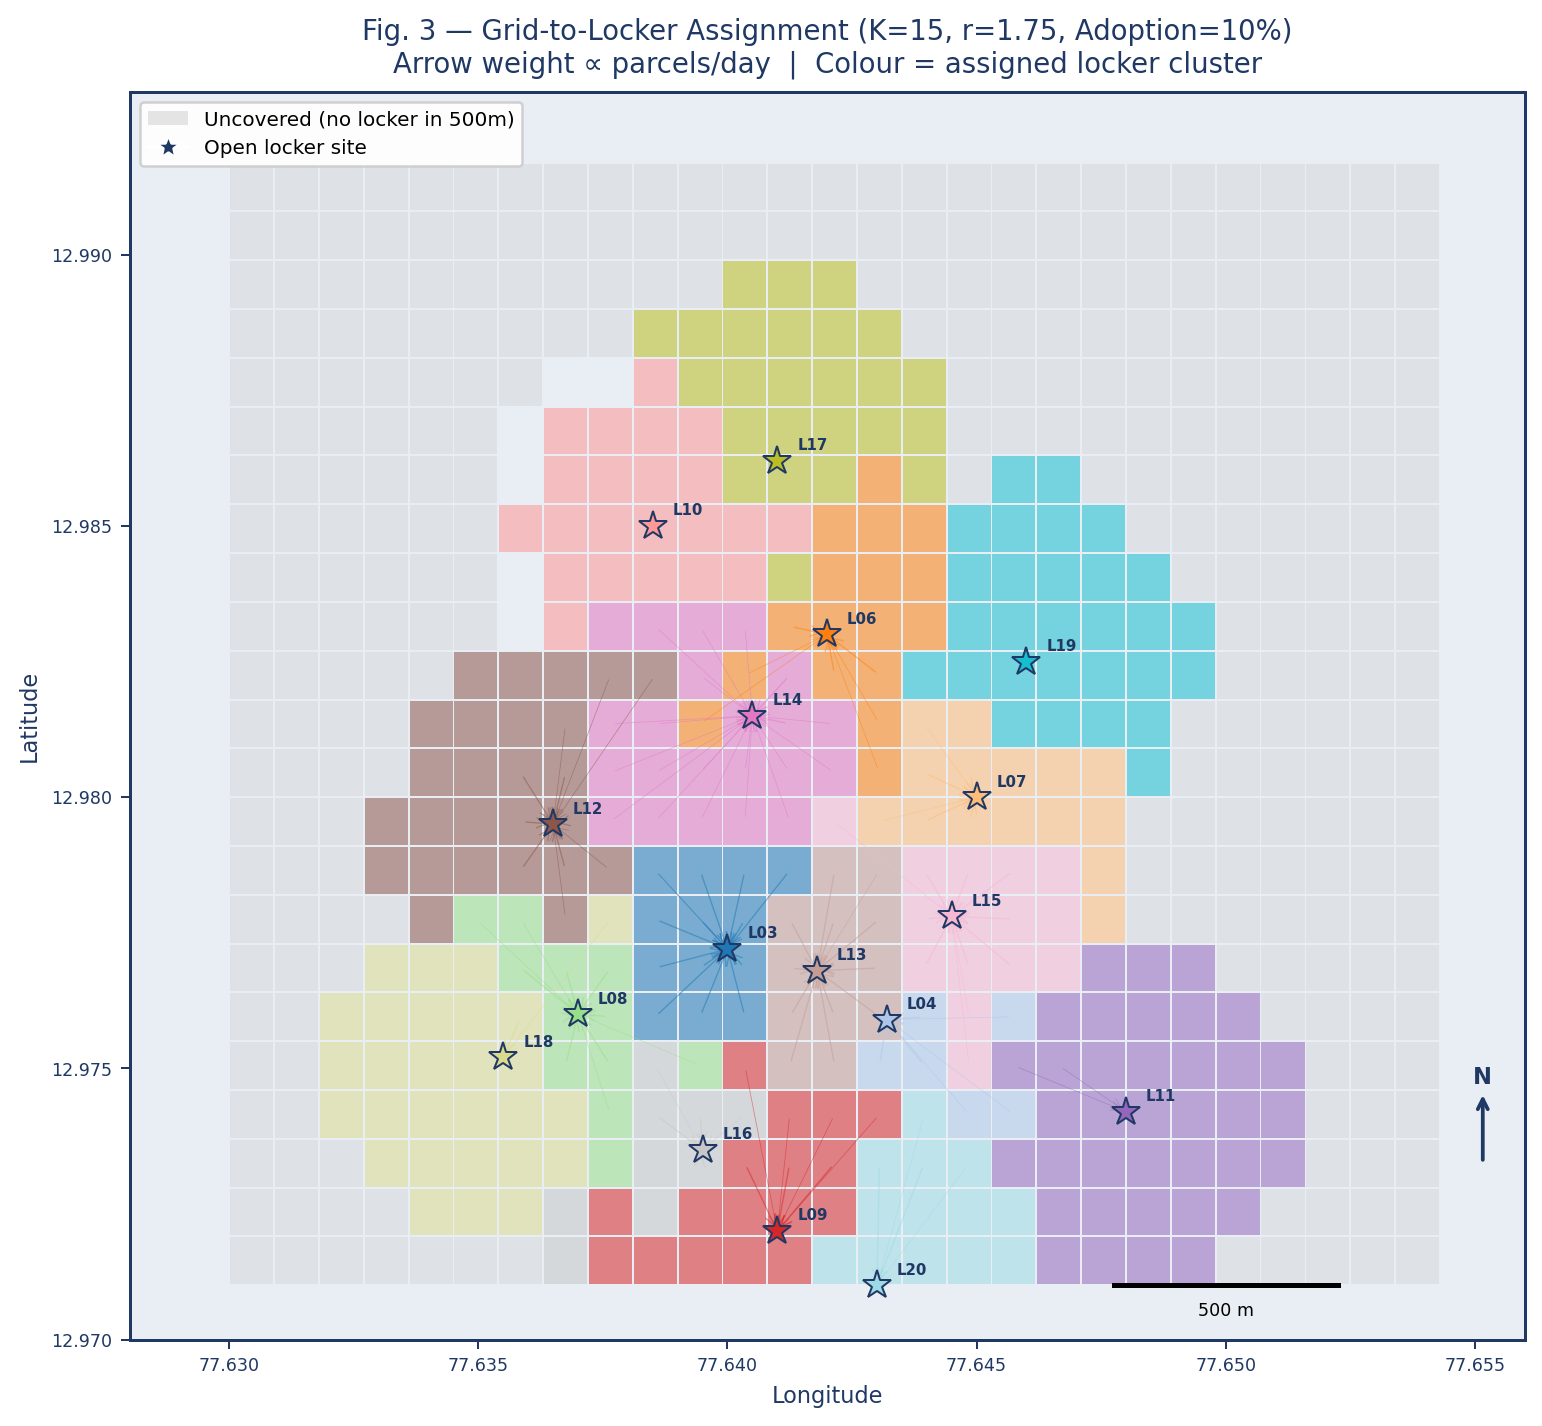 Fig. 3 — Grid-to-Locker Assignment (K=15, r=1.75, Adoption=10%)
Arrow weight ∝ parcels/day | Colour = assigned locker cluster
Uncovered (no locker in 500m)
Open locker site
12.990
12.985
12.980
12.975
12.970
Latitude
L17
L10
L06
L19
L14
L07
L12
L15
L03
L13
L08
L04
L18
L11
L16
L09
L20
N
500 m
77.630
77.635
77.640
77.645
77.650
77.655
Longitude